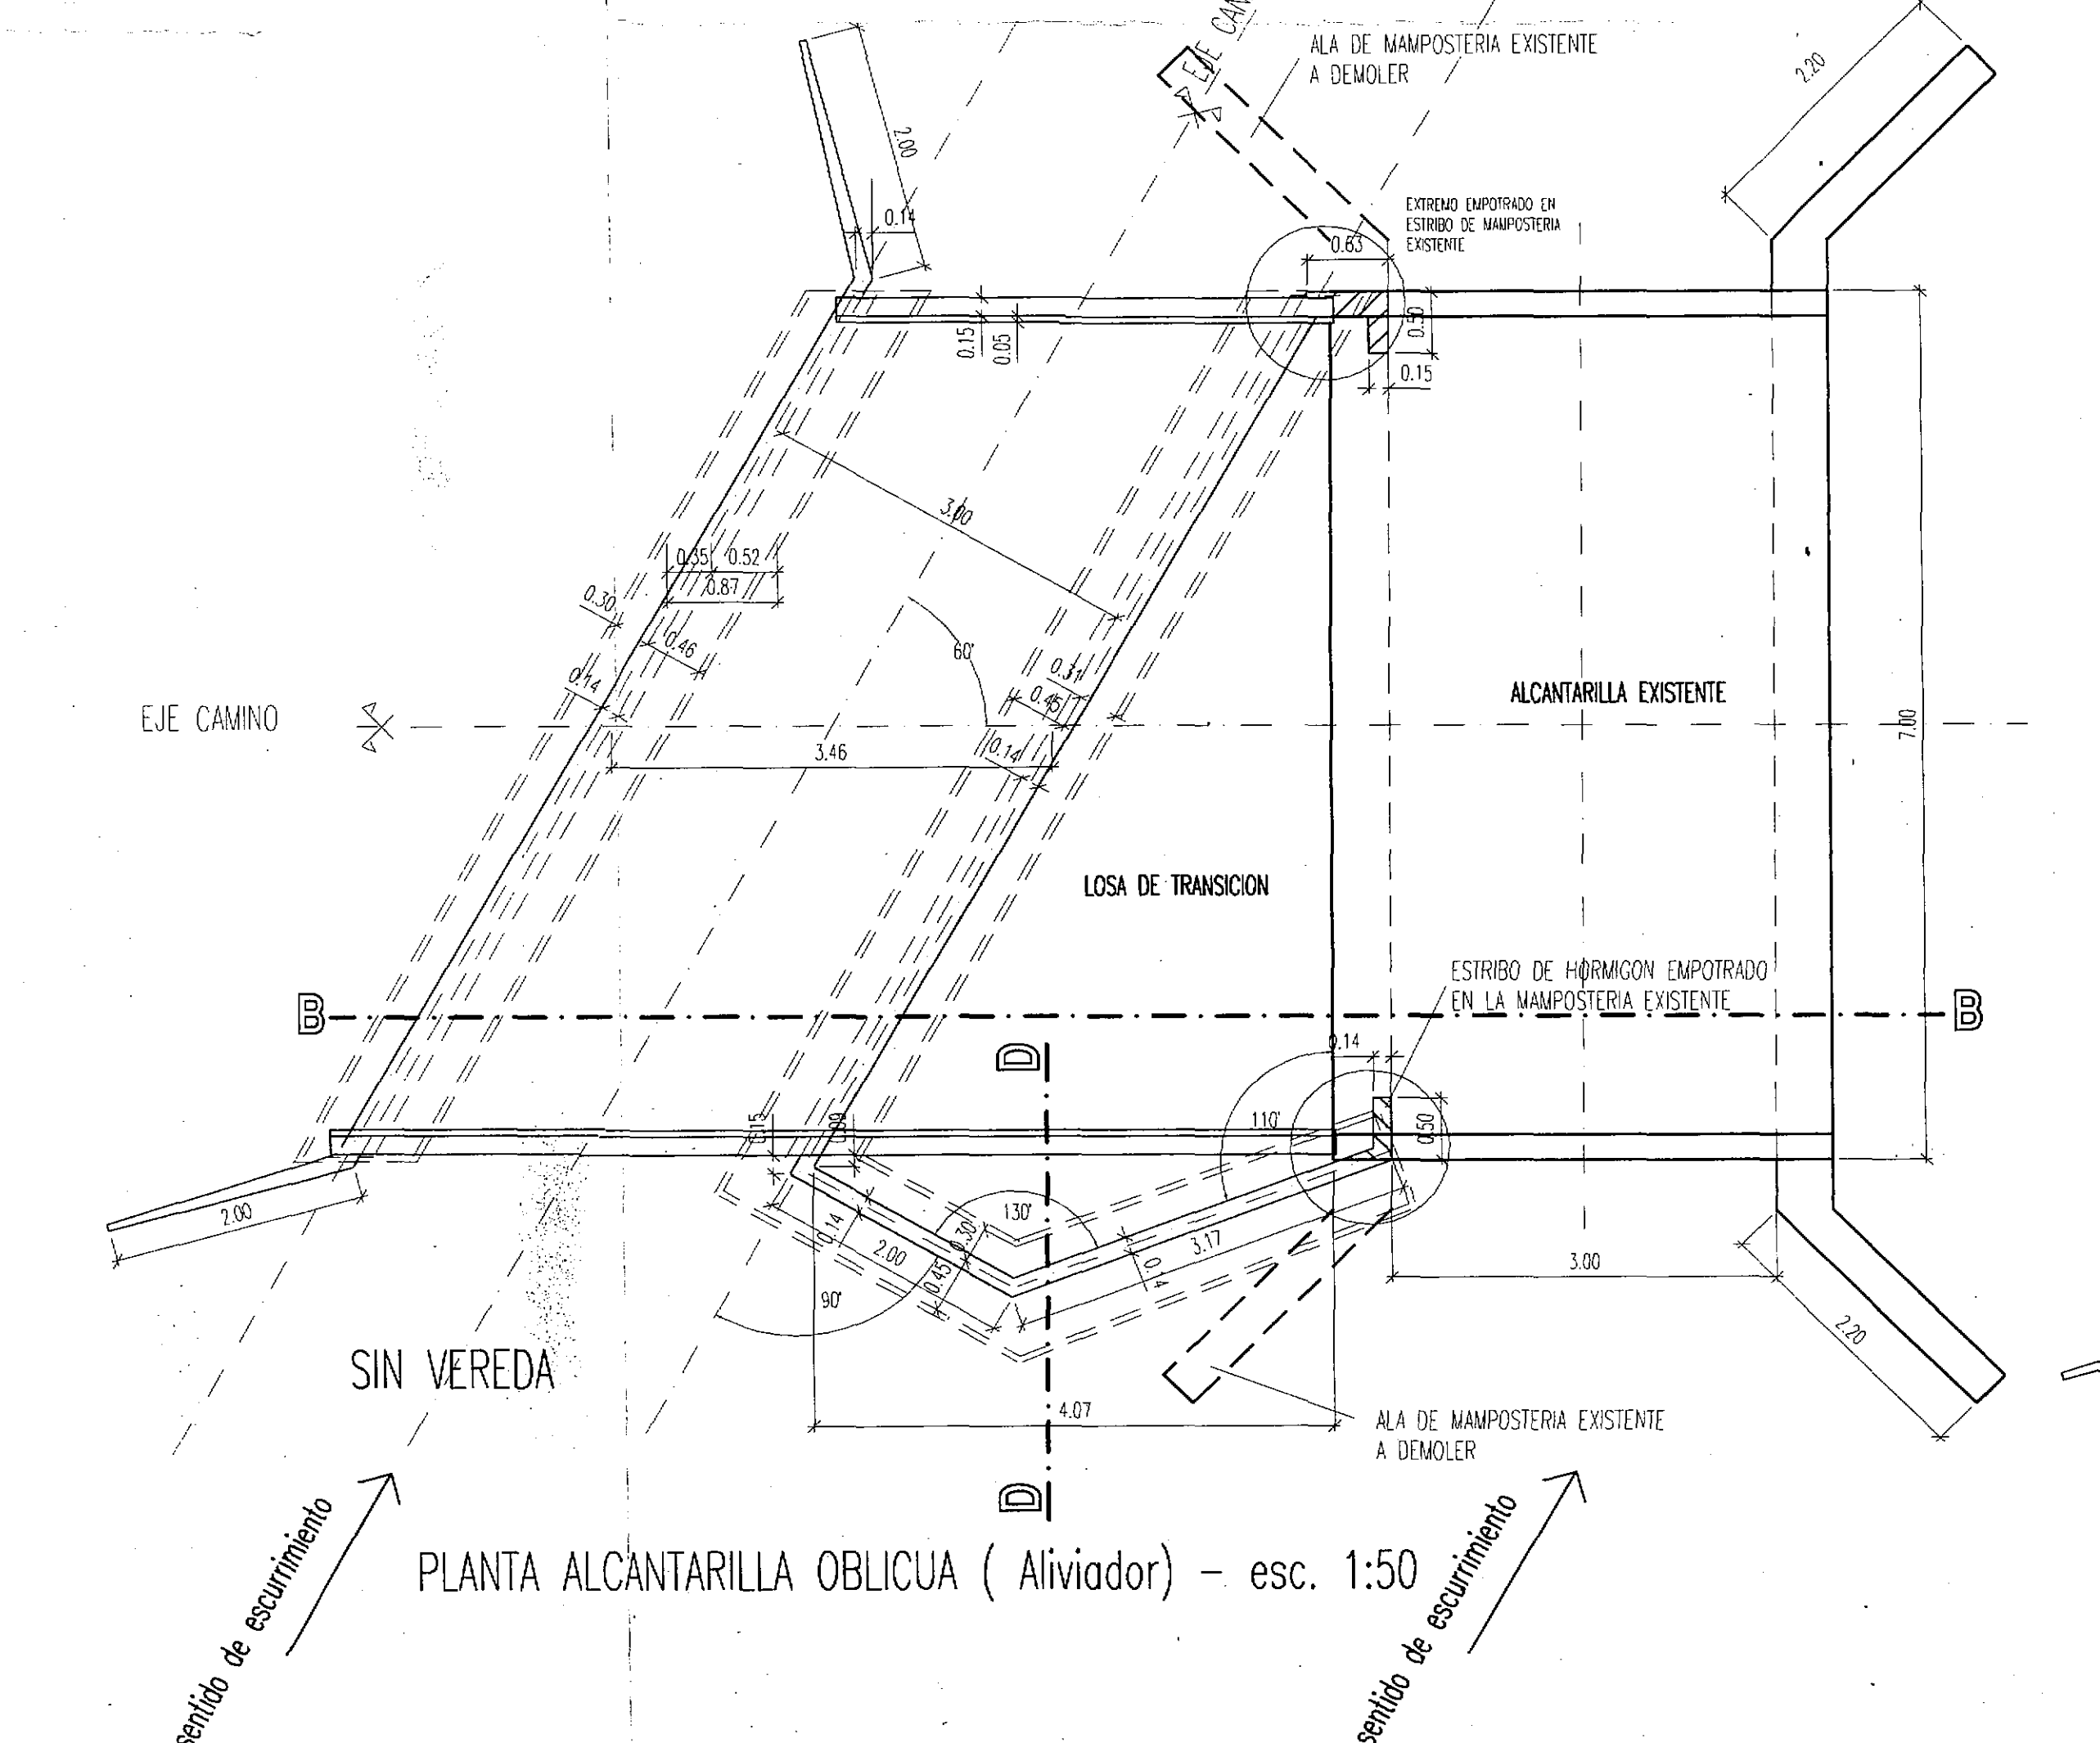 EJE CAN
ALA DE MAMPOSTERIA EXISTENTE
A DEMOLER
2.20
2.00
0.14
EXTREMO EMPOTRADO EN
ESTRIBO DE MAMPOSTERIA
EXISTENTE
0.63
0.15
0.05
0.50
0.15
3.00
0.35
0.52
0.87
0.30
0.46
0.14
60°
0.31
0.45
0.14
3.46
EJE CAMINO
ALCANTARILLA EXISTENTE
7.00
LOSA DE TRANSICION
ESTRIBO DE HORMIGON EMPOTRADO
EN LA MAMPOSTERIA EXISTENTE
B
B
D
0.14
0.15
110°
0.50
2.00
130°
0.14
2.00
0.30
0.45
3.17
0.14
90°
3.00
2.20
SIN VEREDA
4.07
ALA DE MAMPOSTERIA EXISTENTE
A DEMOLER
D
sentido de escurrimiento
sentido de escurrimiento
PLANTA ALCANTARILLA OBLICUA ( Aliviador) - esc. 1:50